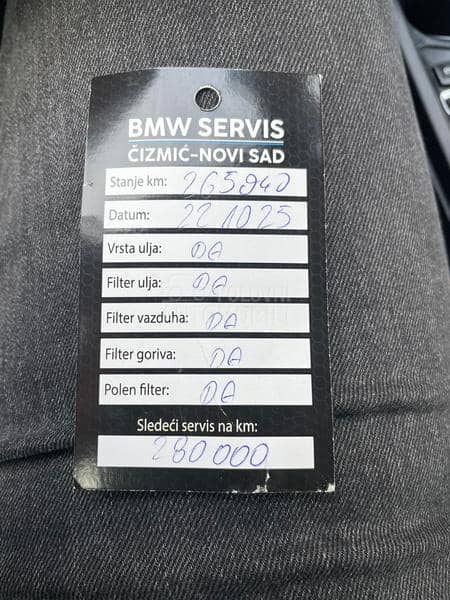 BMW SERVIS
ČIZMIĆ-NOVI SAD
Stanje km: 265940
Datum: 22 10 25
Vrsta ulja: DA
Filter ulja: DA
Filter vazduha: DA
Filter goriva: DA
Polen filter: DA
Sledeći servis na km:
280000